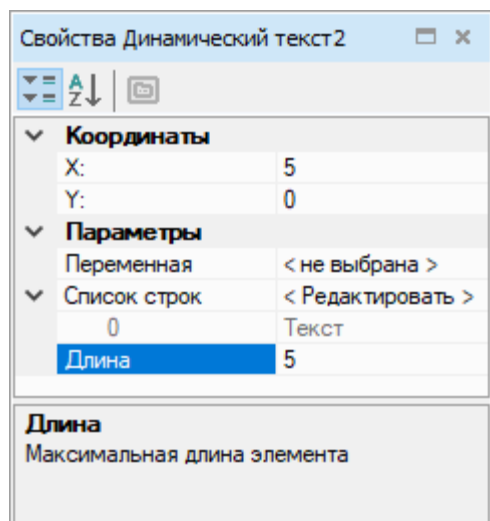 Свойства Динамический текст2
Координаты
X: 5
Y: 0
Параметры
Переменная < не выбрана >
Список строк < Редактировать >
0 Текст
Длина 5
Длина
Максимальная длина элемента